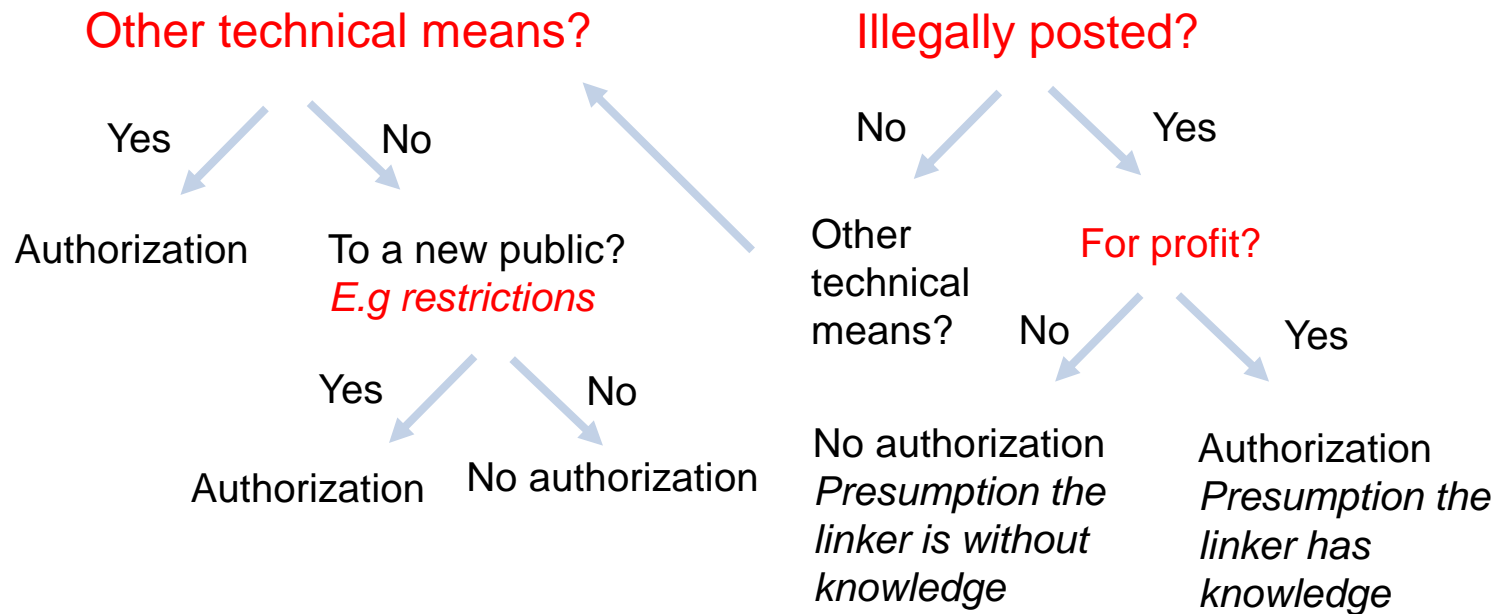 Other technical means?
Yes
No
Authorization
To a new public?
E.g restrictions
Yes
No
Authorization
No authorization
Illegally posted?
No
Yes
Other
technical
means?
For profit?
No
Yes
No authorization
Presumption the
linker is without
knowledge
Authorization
Presumption the
linker has
knowledge